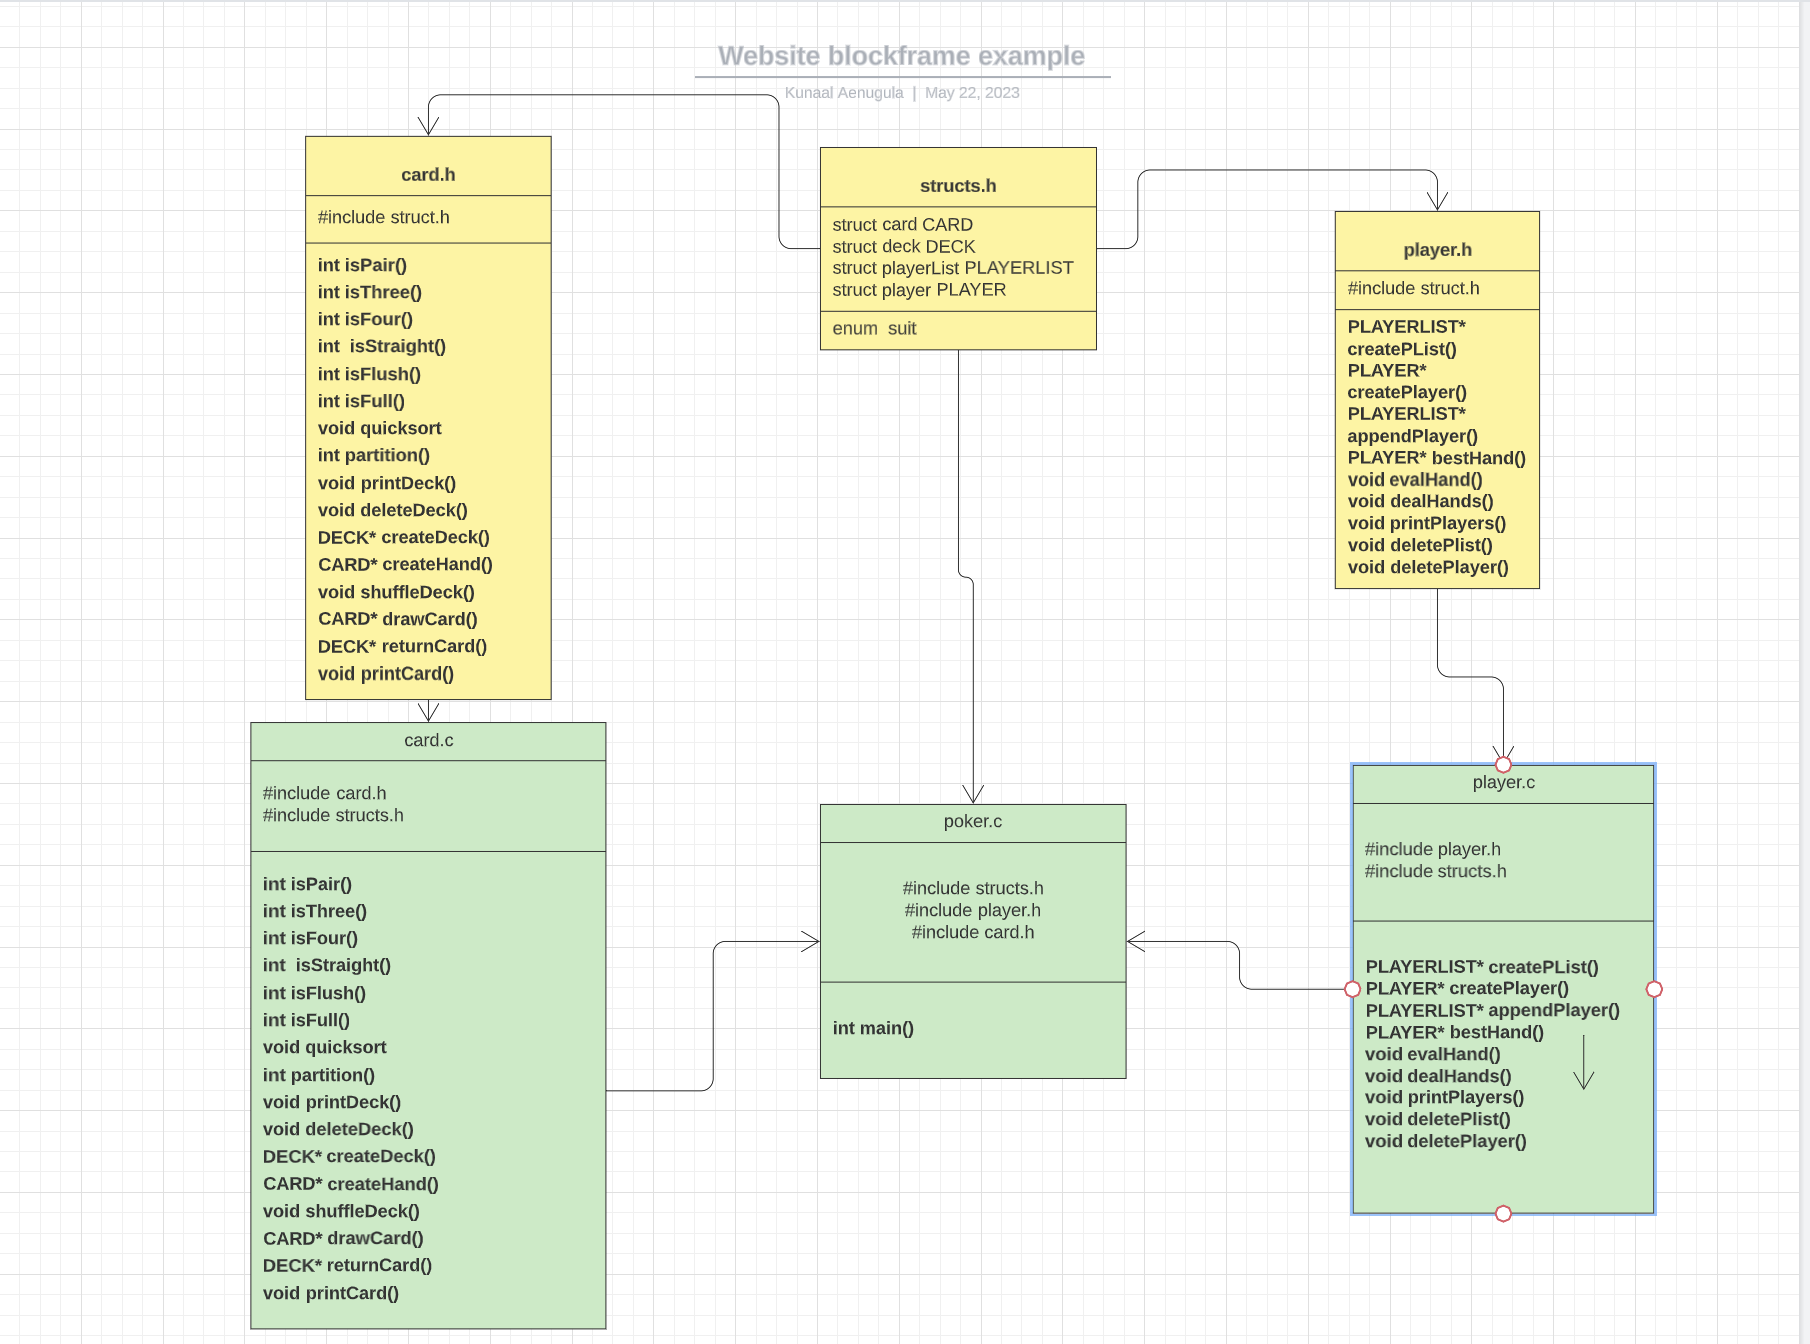 Website blockframe example
Kunaal Aenugula | May 22, 2023
card.h
#include struct.h
int isPair()
int isThree()
int isFour()
int  isStraight()
int isFlush()
int isFull()
void quicksort
int partition()
void printDeck()
void deleteDeck()
DECK* createDeck()
CARD* createHand()
void shuffleDeck()
CARD* drawCard()
DECK* returnCard()
void printCard()
structs.h
struct card CARD
struct deck DECK
struct playerList PLAYERLIST
struct player PLAYER
enum  suit
player.h
#include struct.h
PLAYERLIST*
createPList()
PLAYER*
createPlayer()
PLAYERLIST*
appendPlayer()
PLAYER* bestHand()
void evalHand()
void dealHands()
void printPlayers()
void deletePlist()
void deletePlayer()
card.c
#include card.h
#include structs.h
int isPair()
int isThree()
int isFour()
int  isStraight()
int isFlush()
int isFull()
void quicksort
int partition()
void printDeck()
void deleteDeck()
DECK* createDeck()
CARD* createHand()
void shuffleDeck()
CARD* drawCard()
DECK* returnCard()
void printCard()
poker.c
#include structs.h
#include player.h
#include card.h
int main()
player.c
#include player.h
#include structs.h
PLAYERLIST* createPList()
PLAYER* createPlayer()
PLAYERLIST* appendPlayer()
PLAYER* bestHand()
void evalHand()
void dealHands()
void printPlayers()
void deletePlist()
void deletePlayer()